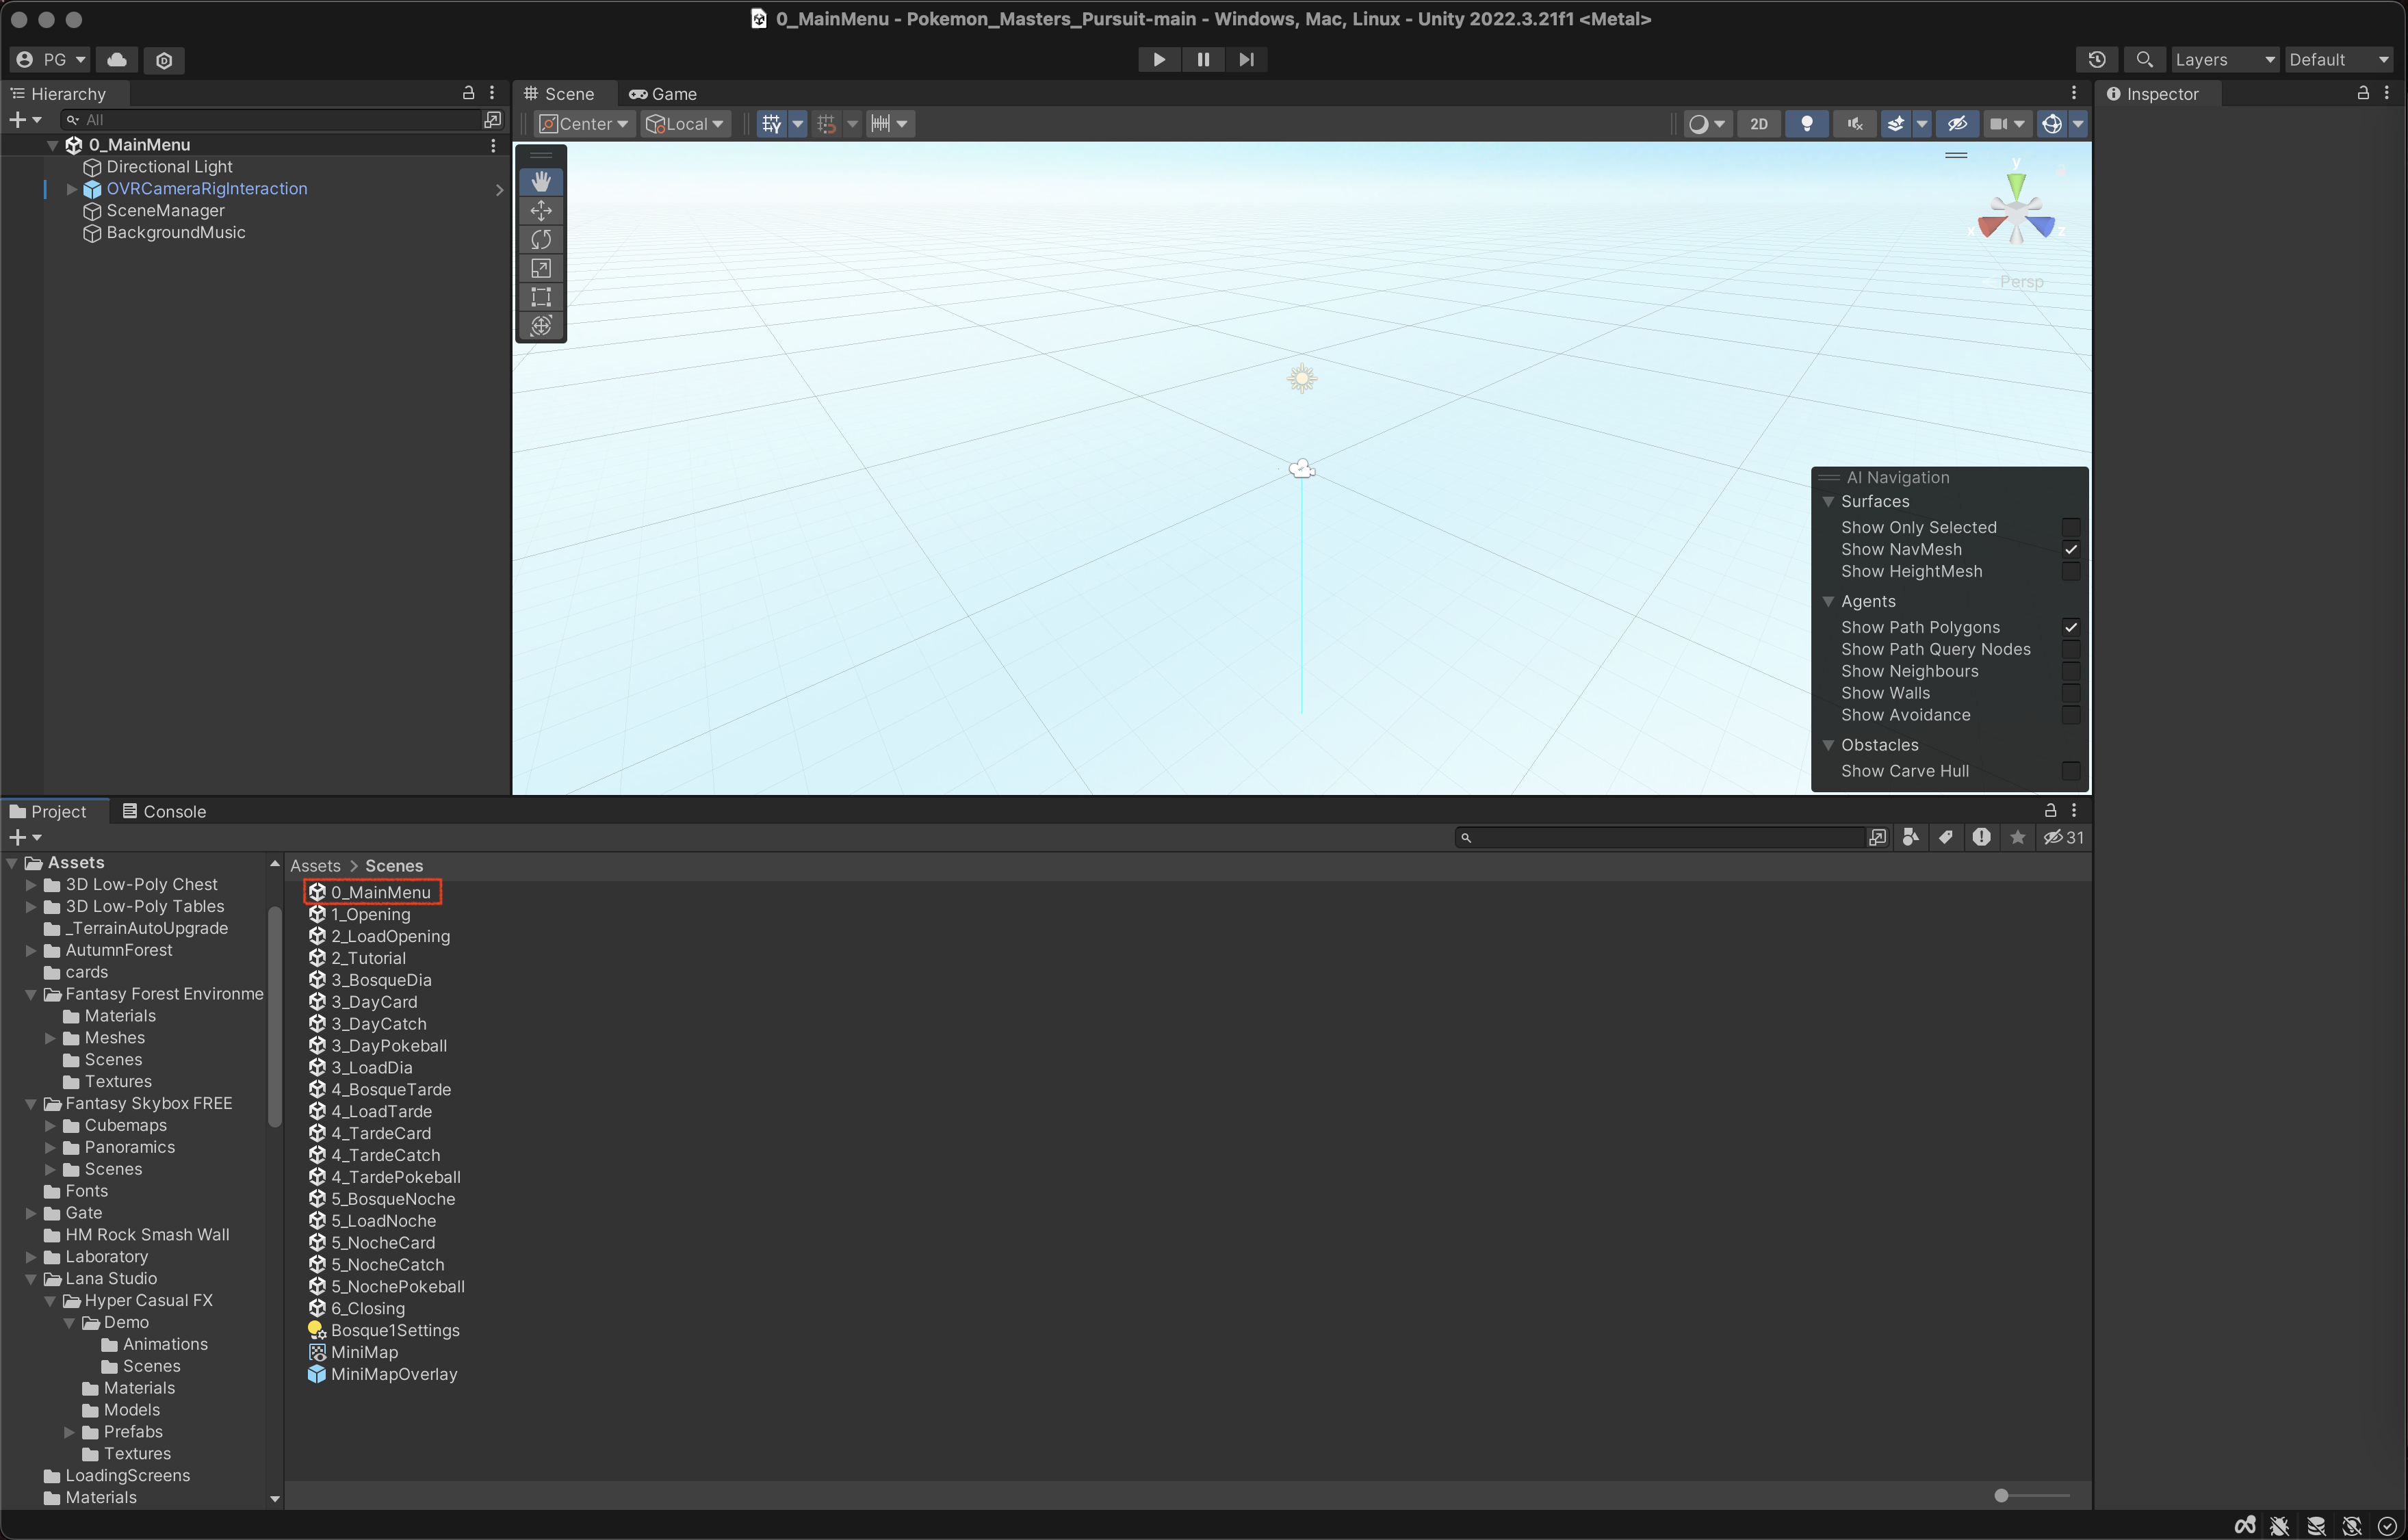 0_MainMenu - Pokemon_Masters_Pursuit-main - Windows, Mac, Linux - Unity 2022.3.21f1 <Metal>
PG
Layers
Default
Hierarchy
All
0_MainMenu
Directional Light
OVRCameraRigInteraction
SceneManager
BackgroundMusic
Scene
Game
Center
Local
2D
y
x
z
Persp
AI Navigation
Surfaces
Show Only Selected
Show NavMesh
Show HeightMesh
Agents
Show Path Polygons
Show Path Query Nodes
Show Neighbours
Show Walls
Show Avoidance
Obstacles
Show Carve Hull
Inspector
Project
Console
31
Assets
3D Low-Poly Chest
3D Low-Poly Tables
_TerrainAutoUpgrade
AutumnForest
cards
Fantasy Forest Environme
Materials
Meshes
Scenes
Textures
Fantasy Skybox FREE
Cubemaps
Panoramics
Scenes
Fonts
Gate
HM Rock Smash Wall
Laboratory
Lana Studio
Hyper Casual FX
Demo
Animations
Scenes
Materials
Models
Prefabs
Textures
LoadingScreens
Materials
Assets > Scenes
0_MainMenu
1_Opening
2_LoadOpening
2_Tutorial
3_BosqueDia
3_DayCard
3_DayCatch
3_DayPokeball
3_LoadDia
4_BosqueTarde
4_LoadTarde
4_TardeCard
4_TardeCatch
4_TardePokeball
5_BosqueNoche
5_LoadNoche
5_NocheCard
5_NocheCatch
5_NochePokeball
6_Closing
Bosque1Settings
MiniMap
MiniMapOverlay